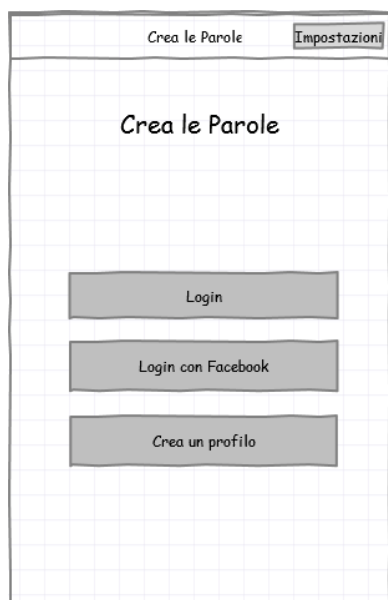 Crea le Parole
Impostazioni
Crea le Parole
Login
Login con Facebook
Crea un profilo